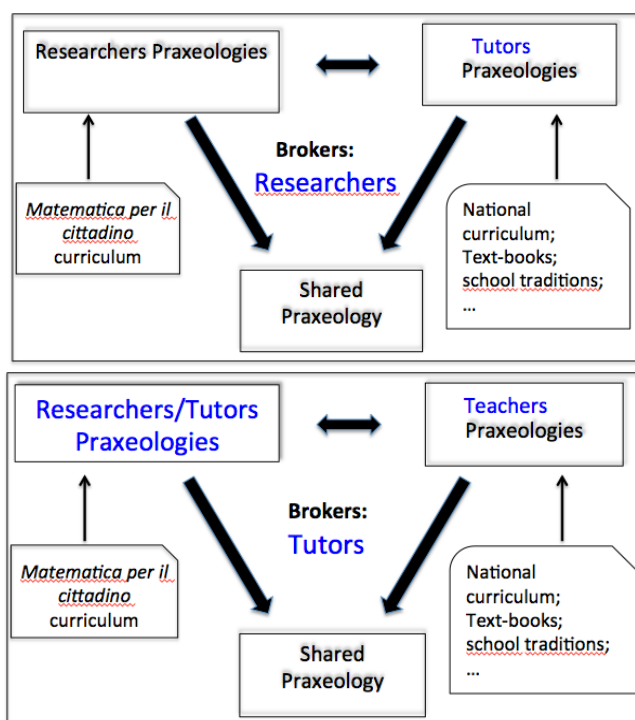 Researchers Praxeologies
Tutors
Praxeologies
Brokers:
Researchers
Matematica per il
cittadino
curriculum
National
curriculum;
Text-books;
school traditions;
...
Shared
Praxeology
Researchers/Tutors
Praxeologies
Teachers
Praxeologies
Brokers:
Tutors
Matematica per il
cittadino
curriculum
National
curriculum;
Text-books;
school traditions;
...
Shared
Praxeology